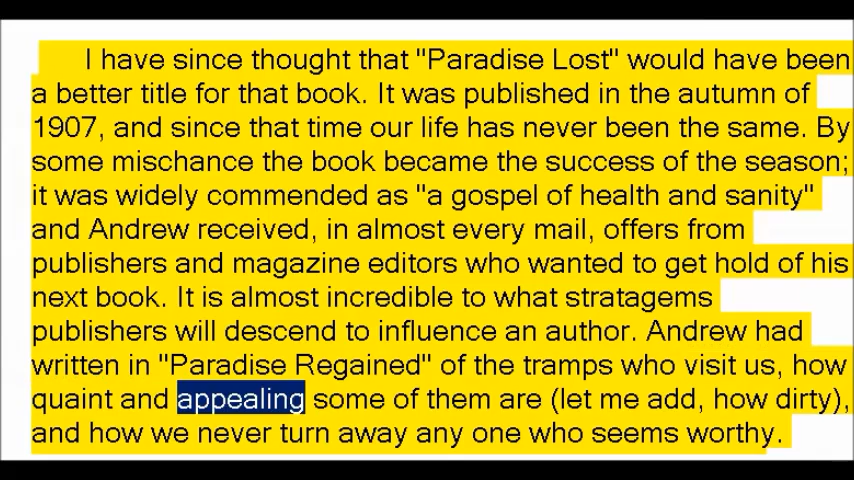 I have since thought that "Paradise Lost" would have been
a better title for that book. It was published in the autumn of
1907, and since that time our life has never been the same. By
some mischance the book became the success of the season;
it was widely commended as "a gospel of health and sanity"
and Andrew received, in almost every mail, offers from
publishers and magazine editors who wanted to get hold of his
next book. It is almost incredible to what stratagems
publishers will descend to influence an author. Andrew had
written in "Paradise Regained" of the tramps who visit us, how
quaint and appealing some of them are (let me add, how dirty),
and how we never turn away any one who seems worthy.